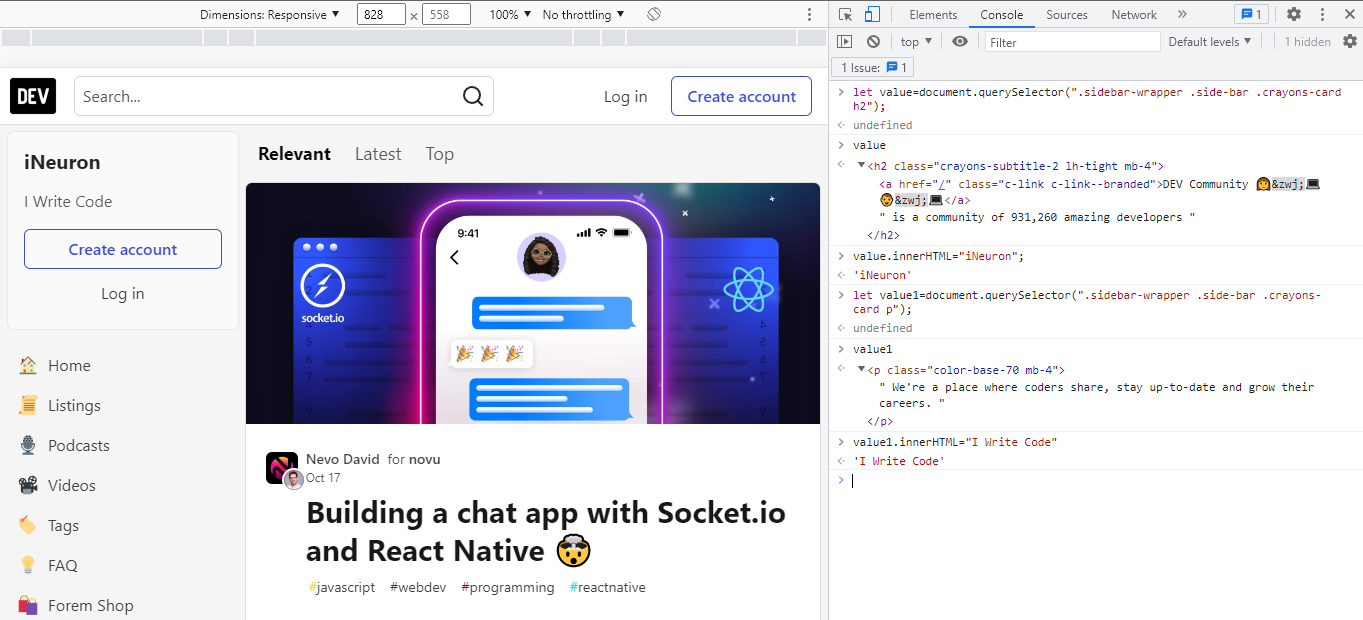 Dimensions: Responsive ▼ 828 × 558 100% ▼ No throttling ▼
DEV Search... Log in Create account
iNeuron
I Write Code
Create account
Log in
Home
Listings
Podcasts
Videos
Tags
FAQ
Forem Shop
Relevant Latest Top
9:41
socket.io
Nevo David for novu
Oct 17
Building a chat app with Socket.io
and React Native 🤯
#javascript #webdev #programming #reactnative
Elements Console Sources Network » 1
top ▼ Filter Default levels ▼ 1 hidden
1 Issue: 1
let value=document.querySelector(".sidebar-wrapper .side-bar .crayons-card
h2");
undefined
value
▼<h2 class="crayons-subtitle-2 lh-tight mb-4">
<a href="/" class="c-link c-link--branded">DEV Community 👩&zwj;💻
👨&zwj;💻</a>
" is a community of 931,260 amazing developers "
</h2>
value.innerHTML="iNeuron";
'iNeuron'
let value1=document.querySelector(".sidebar-wrapper .side-bar .crayons-
card p");
undefined
value1
▼<p class="color-base-70 mb-4">
" We're a place where coders share, stay up-to-date and grow their
careers. "
</p>
value1.innerHTML="I Write Code"
'I Write Code'